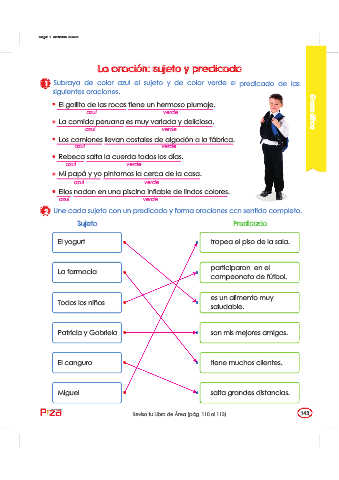 La oración: sujeto y predicado
1 Subraya de color azul el sujeto y de color verde el predicado de las
siguientes oraciones.
El gallito de las rocas tiene un hermoso plumaje.
azul verde
La comida peruana es muy variada y deliciosa.
azul verde
Los camiones llevan costales de algodón a la fábrica.
azul verde
Rebeca salta la cuerda todos los días.
azul verde
Mi papá y yo pintamos la cerca de la casa.
azul verde
Ellos nadan en una piscina inflable de lindos colores.
azul verde
Gramática
2 Une cada sujeto con un predicado y forma oraciones con sentido completo.
Sujeto Predicado
El yogurt trapea el piso de la sala.
La farmacia participaron en el
campeonato de fútbol.
Todos los niños es un alimento muy
saludable.
Patricia y Gabriela son mis mejores amigas.
El canguro tiene muchos clientes.
Miguel salta grandes distancias.
Revisa tu Libro de Área (pág. 110 al 113)
143